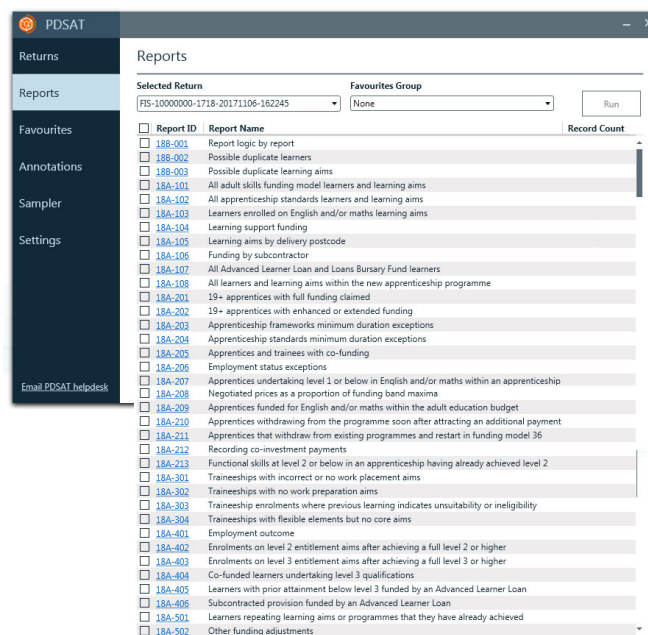 PDSAT
Returns
Reports
Favourites
Annotations
Sampler
Settings
Email PDSAT helpdesk
Reports
Selected Return Favourites Group
FIS-10000000-1718-20171106-162245 None Run
Report ID Report Name Record Count
18B-001 Report logic by report
18B-002 Possible duplicate learners
18B-003 Possible duplicate learning aims
18A-101 All adult skills funding model learners and learning aims
18A-102 All apprenticeship standards learners and learning aims
18A-103 Learners enrolled on English and/or maths learning aims
18A-104 Learning support funding
18A-105 Learning aims by delivery postcode
18A-106 Funding by subcontractor
18A-107 All Advanced Learner Loan and Loans Bursary Fund learners
18A-108 All learners and learning aims within the new apprenticeship programme
18A-201 19+ apprentices with full funding claimed
18A-202 19+ apprentices with enhanced or extended funding
18A-203 Apprenticeship frameworks minimum duration exceptions
18A-204 Apprenticeship standards minimum duration exceptions
18A-205 Apprentices and trainees with co-funding
18A-206 Employment status exceptions
18A-207 Apprentices undertaking level 1 or below in English and/or maths within an apprenticeship
18A-208 Negotiated prices as a proportion of funding band maxima
18A-209 Apprentices funded for English and/or maths within the adult education budget
18A-210 Apprentices withdrawing from the programme soon after attracting an additional payment
18A-211 Apprentices that withdraw from existing programmes and restart in funding model 36
18A-212 Recording co-investment payments
18A-213 Functional skills at level 2 or below in an apprenticeship having already achieved level 2
18A-301 Traineeships with incorrect or no work placement aims
18A-302 Traineeships with no work preparation aims
18A-303 Traineeship enrolments where previous learning indicates unsuitability or ineligibility
18A-304 Traineeships with flexible elements but no core aims
18A-401 Employment outcome
18A-402 Enrolments on level 2 entitlement aims after achieving a full level 2 or higher
18A-403 Enrolments on level 3 entitlement aims after achieving a full level 3 or higher
18A-404 Co-funded learners undertaking level 3 qualifications
18A-405 Learners with prior attainment below level 3 funded by an Advanced Learner Loan
18A-406 Subcontracted provision funded by an Advanced Learner Loan
18A-501 Learners repeating learning aims or programmes that they have already achieved
18A-502 Other funding adjustments